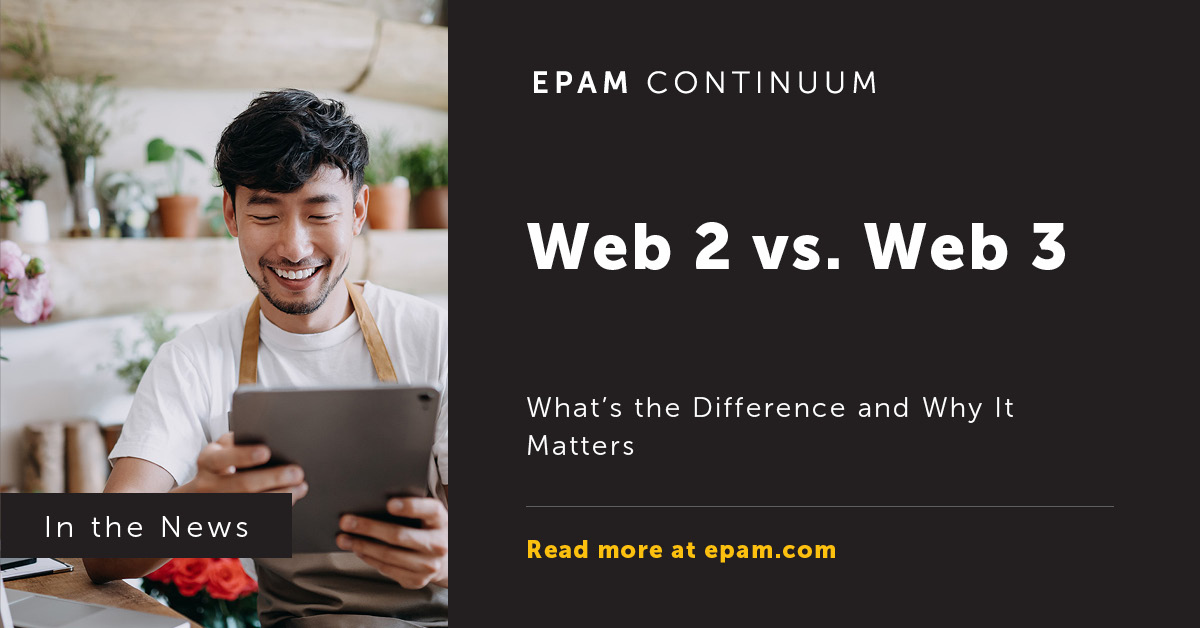 EPAM CONTINUUM
Web 2 vs. Web 3
What’s the Difference and Why It
Matters
In the News
Read more at epam.com